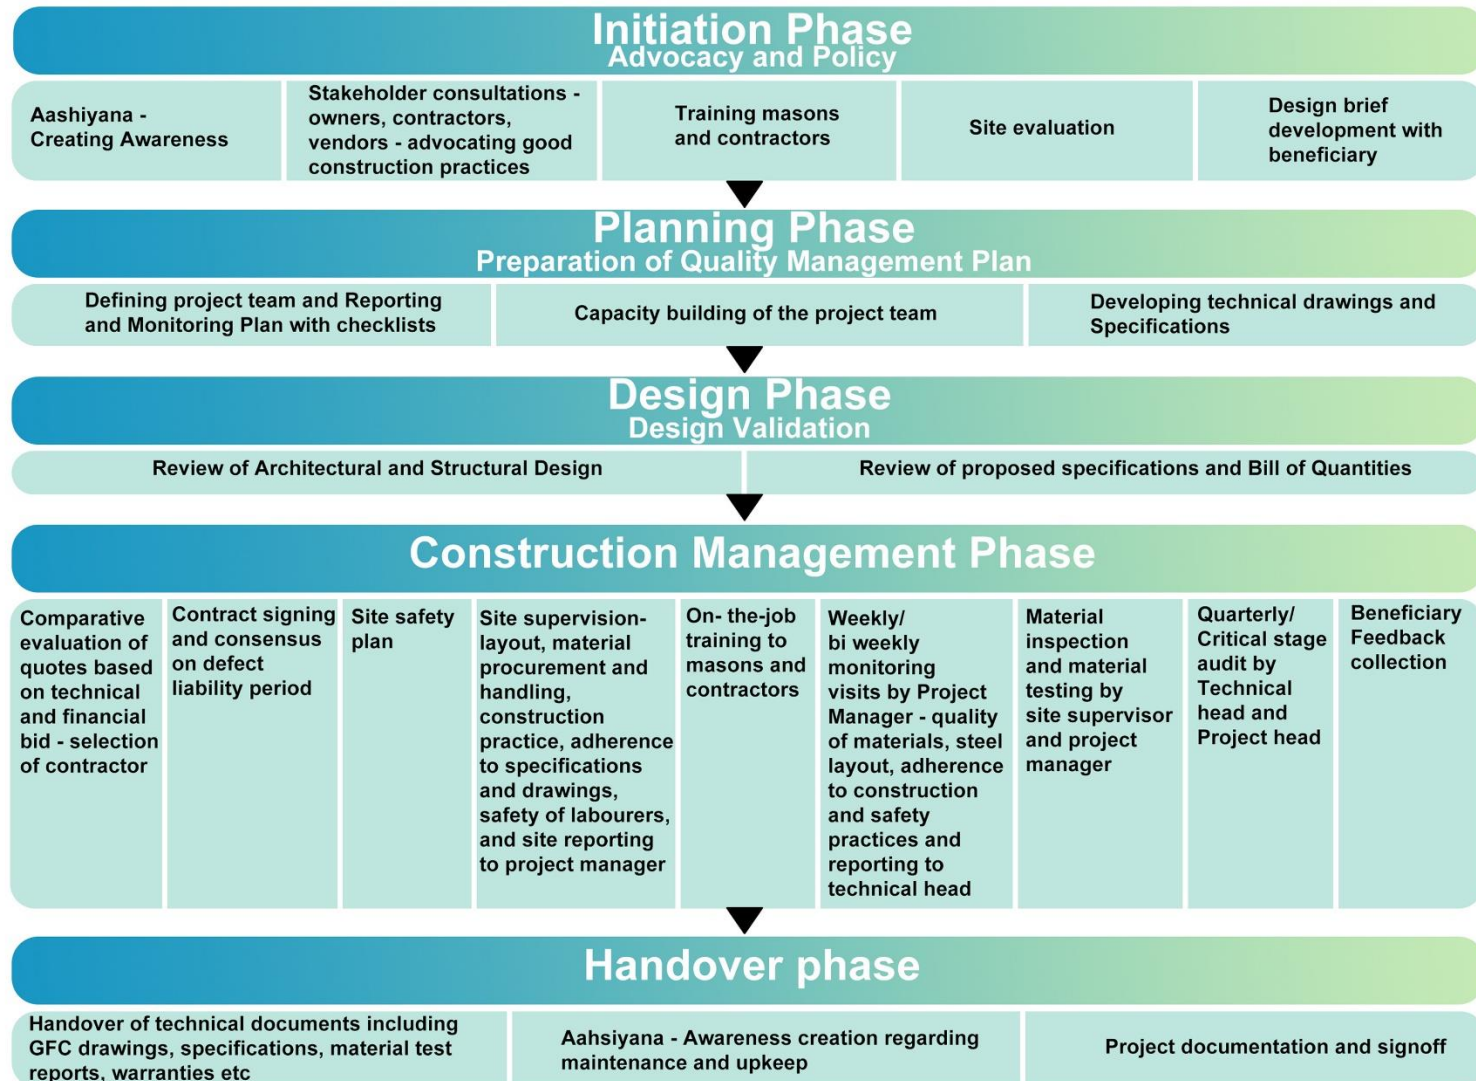 Initiation Phase
Advocacy and Policy
Aashiyana -
Creating Awareness
Stakeholder consultations -
owners, contractors,
vendors - advocating good
construction practices
Training masons
and contractors
Site evaluation
Design brief
development with
beneficiary
Planning Phase
Preparation of Quality Management Plan
Defining project team and Reporting
and Monitoring Plan with checklists
Capacity building of the project team
Developing technical drawings and
Specifications
Design Phase
Design Validation
Review of Architectural and Structural Design
Review of proposed specifications and Bill of Quantities
Construction Management Phase
Comparative
evaluation of
quotes based
on technical
and financial
bid - selection
of contractor
Contract signing
and consensus
on defect
liability period
Site safety
plan
Site supervision-
layout, material
procurement and
handling,
construction
practice, adherence
to specifications
and drawings,
safety of labourers,
and site reporting
to project manager
On- the-job
training to
masons and
contractors
Weekly/
bi weekly
monitoring
visits by Project
Manager - quality
of materials, steel
layout, adherence
to construction
and safety
practices and
reporting to
technical head
Material
inspection
and material
testing by
site supervisor
and project
manager
Quarterly/
Critical stage
audit by
Technical
head and
Project head
Beneficiary
Feedback
collection
Handover phase
Handover of technical documents including
GFC drawings, specifications, material test
reports, warranties etc
Aahsiyana - Awareness creation regarding
maintenance and upkeep
Project documentation and signoff